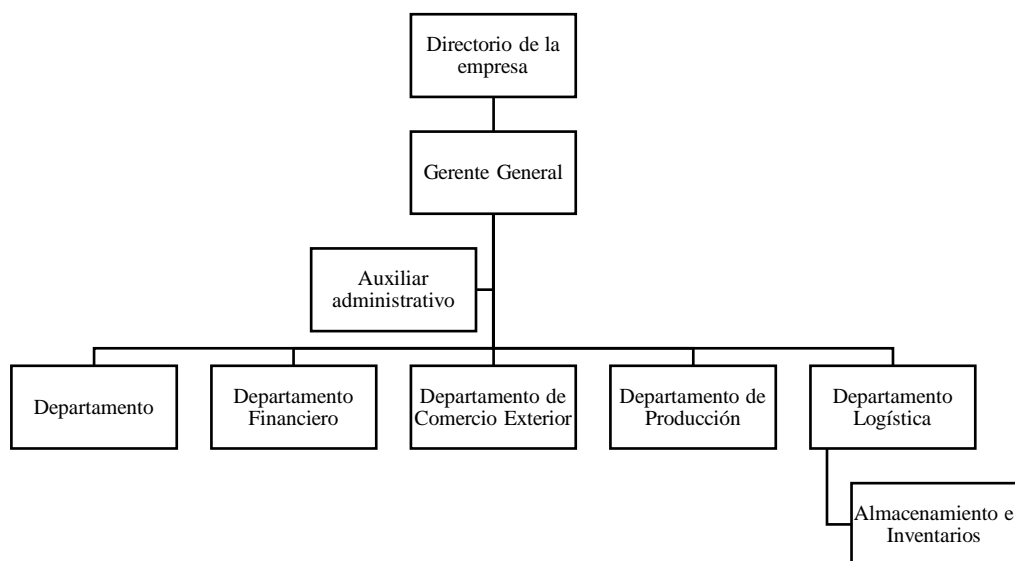 Directorio de la
empresa
Gerente General
Auxiliar
administrativo
Departamento
Departamento
Financiero
Departamento de
Comercio Exterior
Departamento de
Producción
Departamento
Logística
Almacenamiento e
Inventarios